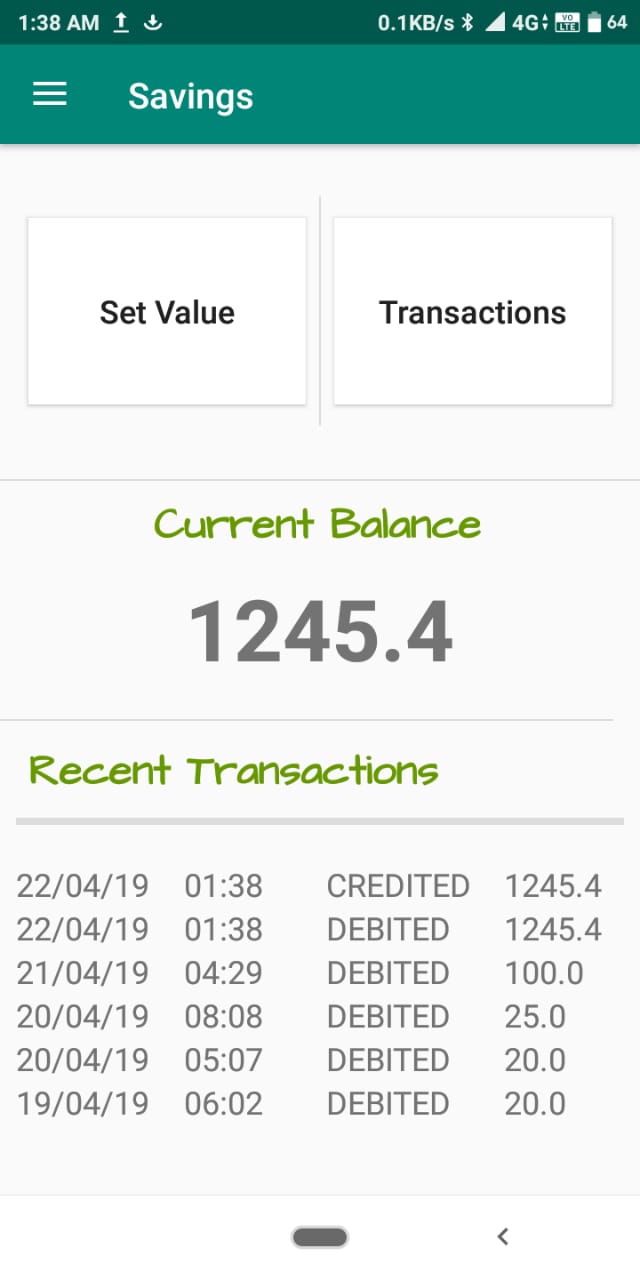 1:38 AM 0.1KB/s 4G VO LTE 64
Savings
Set Value Transactions
Current Balance
1245.4
Recent Transactions
22/04/19 01:38 CREDITED 1245.4
22/04/19 01:38 DEBITED 1245.4
21/04/19 04:29 DEBITED 100.0
20/04/19 08:08 DEBITED 25.0
20/04/19 05:07 DEBITED 20.0
19/04/19 06:02 DEBITED 20.0